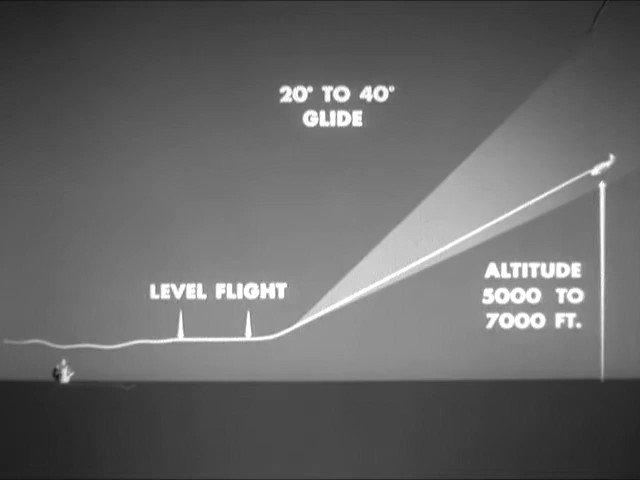 20° TO 40°
GLIDE
LEVEL FLIGHT
ALTITUDE
5000 TO
7000 FT.